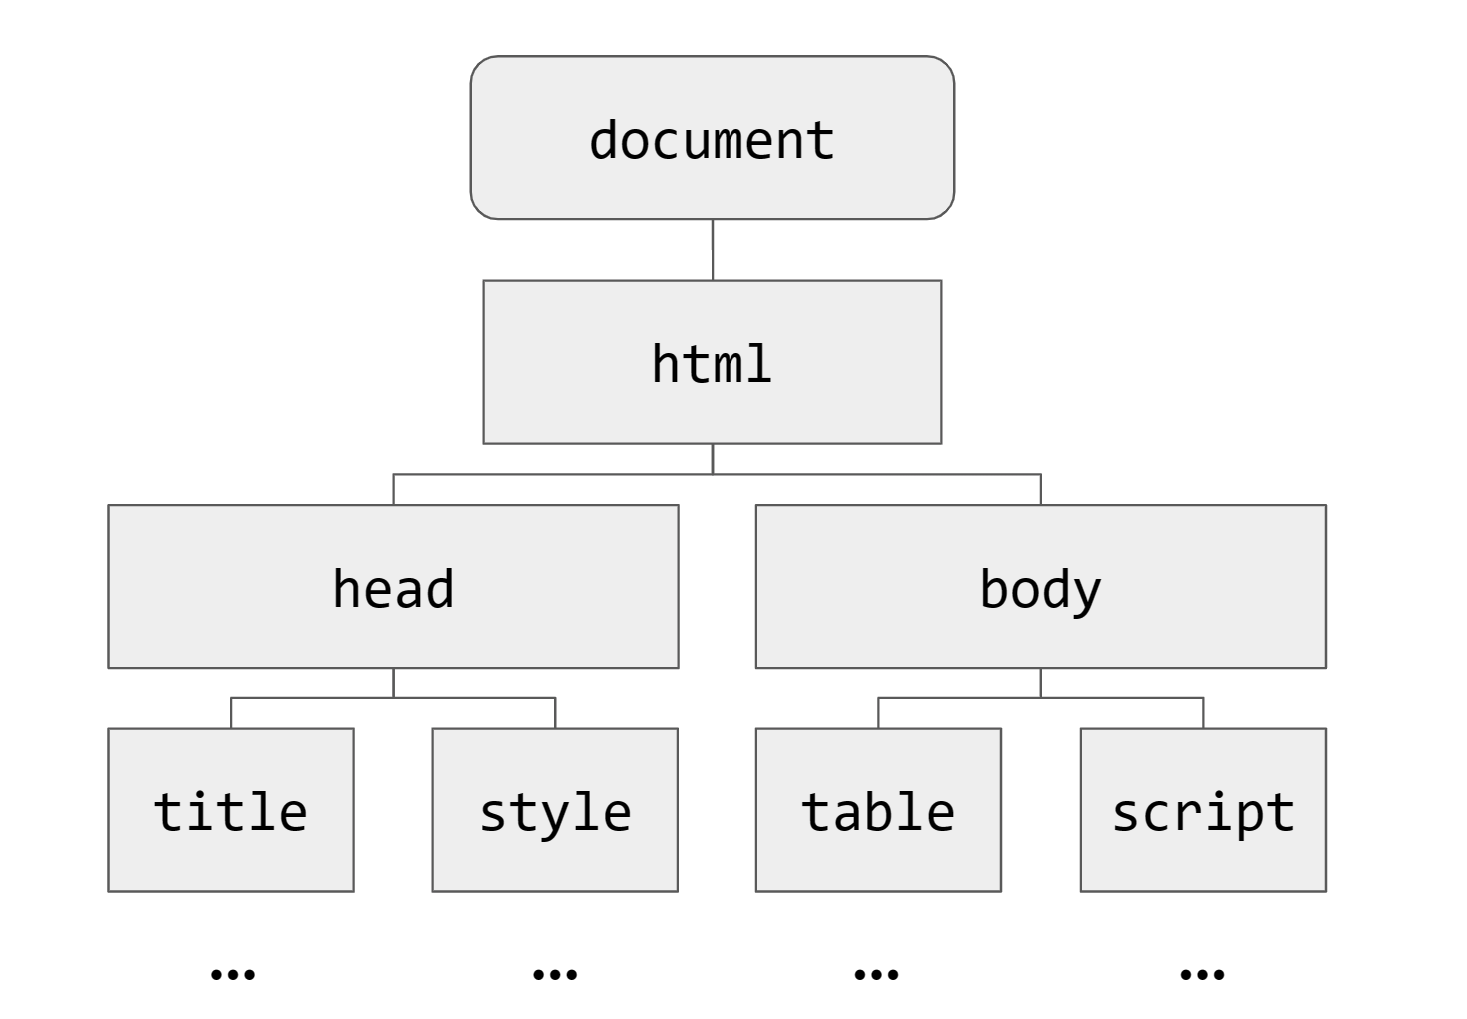 document
html
head
body
title
style
table
script
... ... ... ...